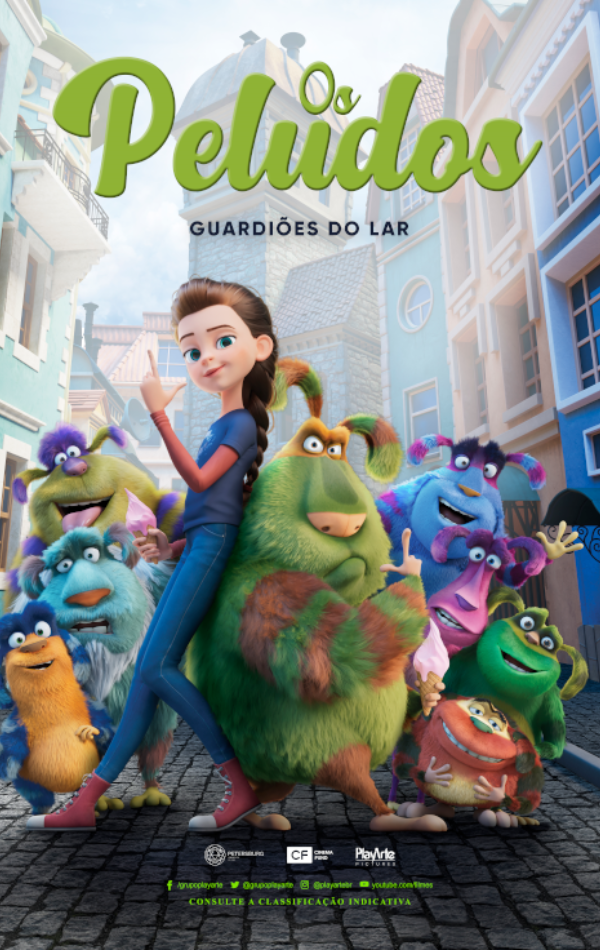 Os
Peludos
GUARDIÕES DO LAR
PETERSBURG
CF CINEMA FUND
PlayArte
PICTURES
/grupoplayarte @grupoplayarte @playartebr youtube.com/filmes
CONSULTE A CLASSIFICAÇÃO INDICATIVA